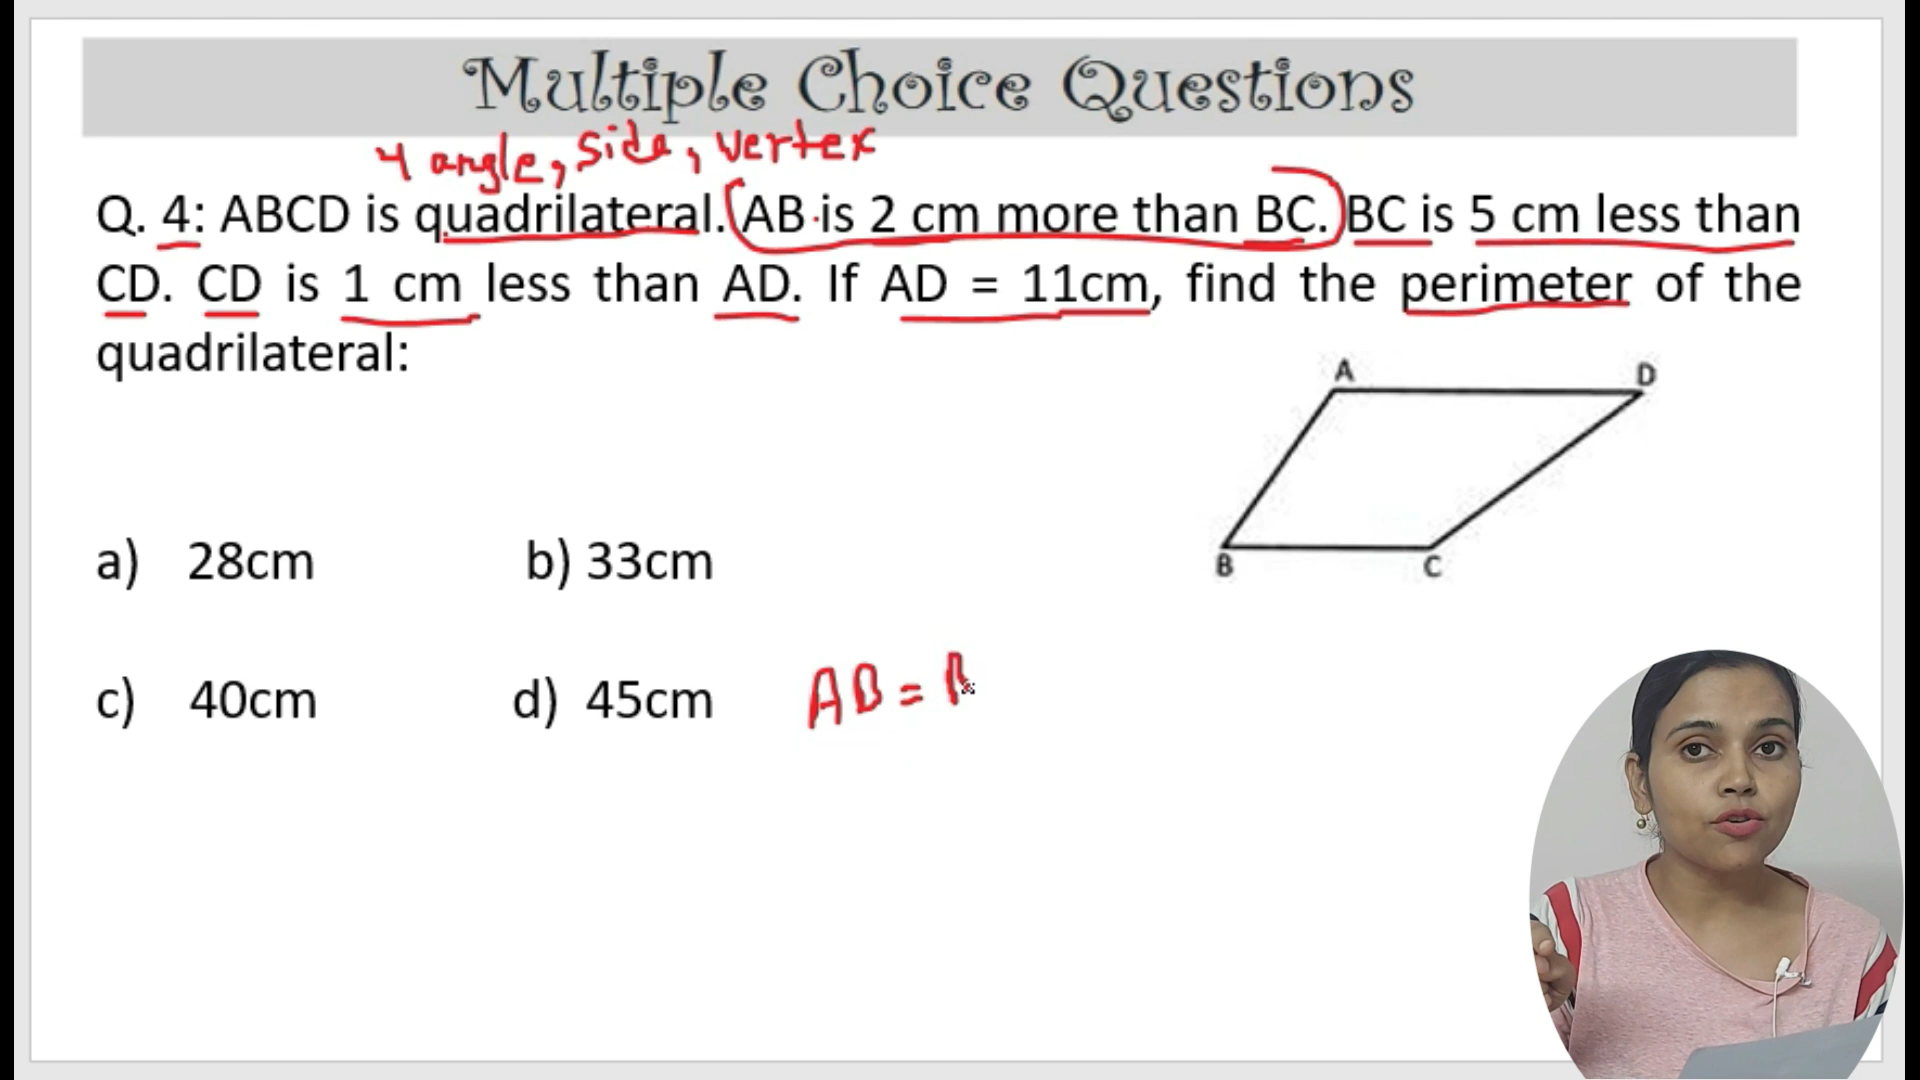 Multiple Choice Questions
4 angle, side, vertex
Q. 4: ABCD is quadrilateral. AB is 2 cm more than BC. BC is 5 cm less than
CD. CD is 1 cm less than AD. If AD = 11cm, find the perimeter of the
quadrilateral:
A D
B C
a) 28cm b) 33cm
c) 40cm d) 45cm
AB =